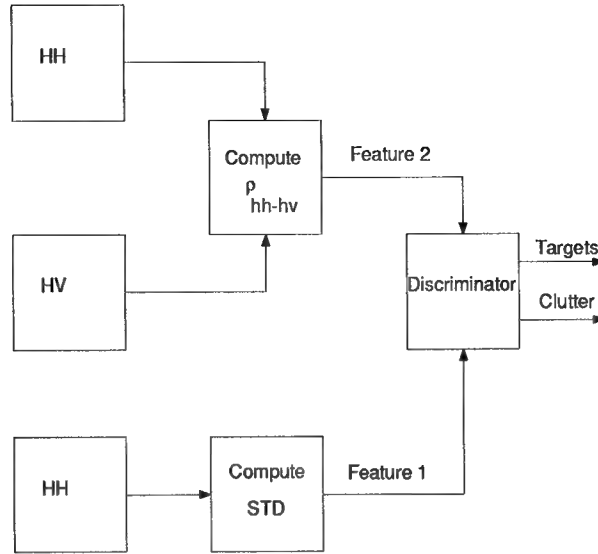 HH
Compute
ρ
hh-hv
Feature 2
HV
Discriminator
Targets
Clutter
HH
Compute
STD
Feature 1